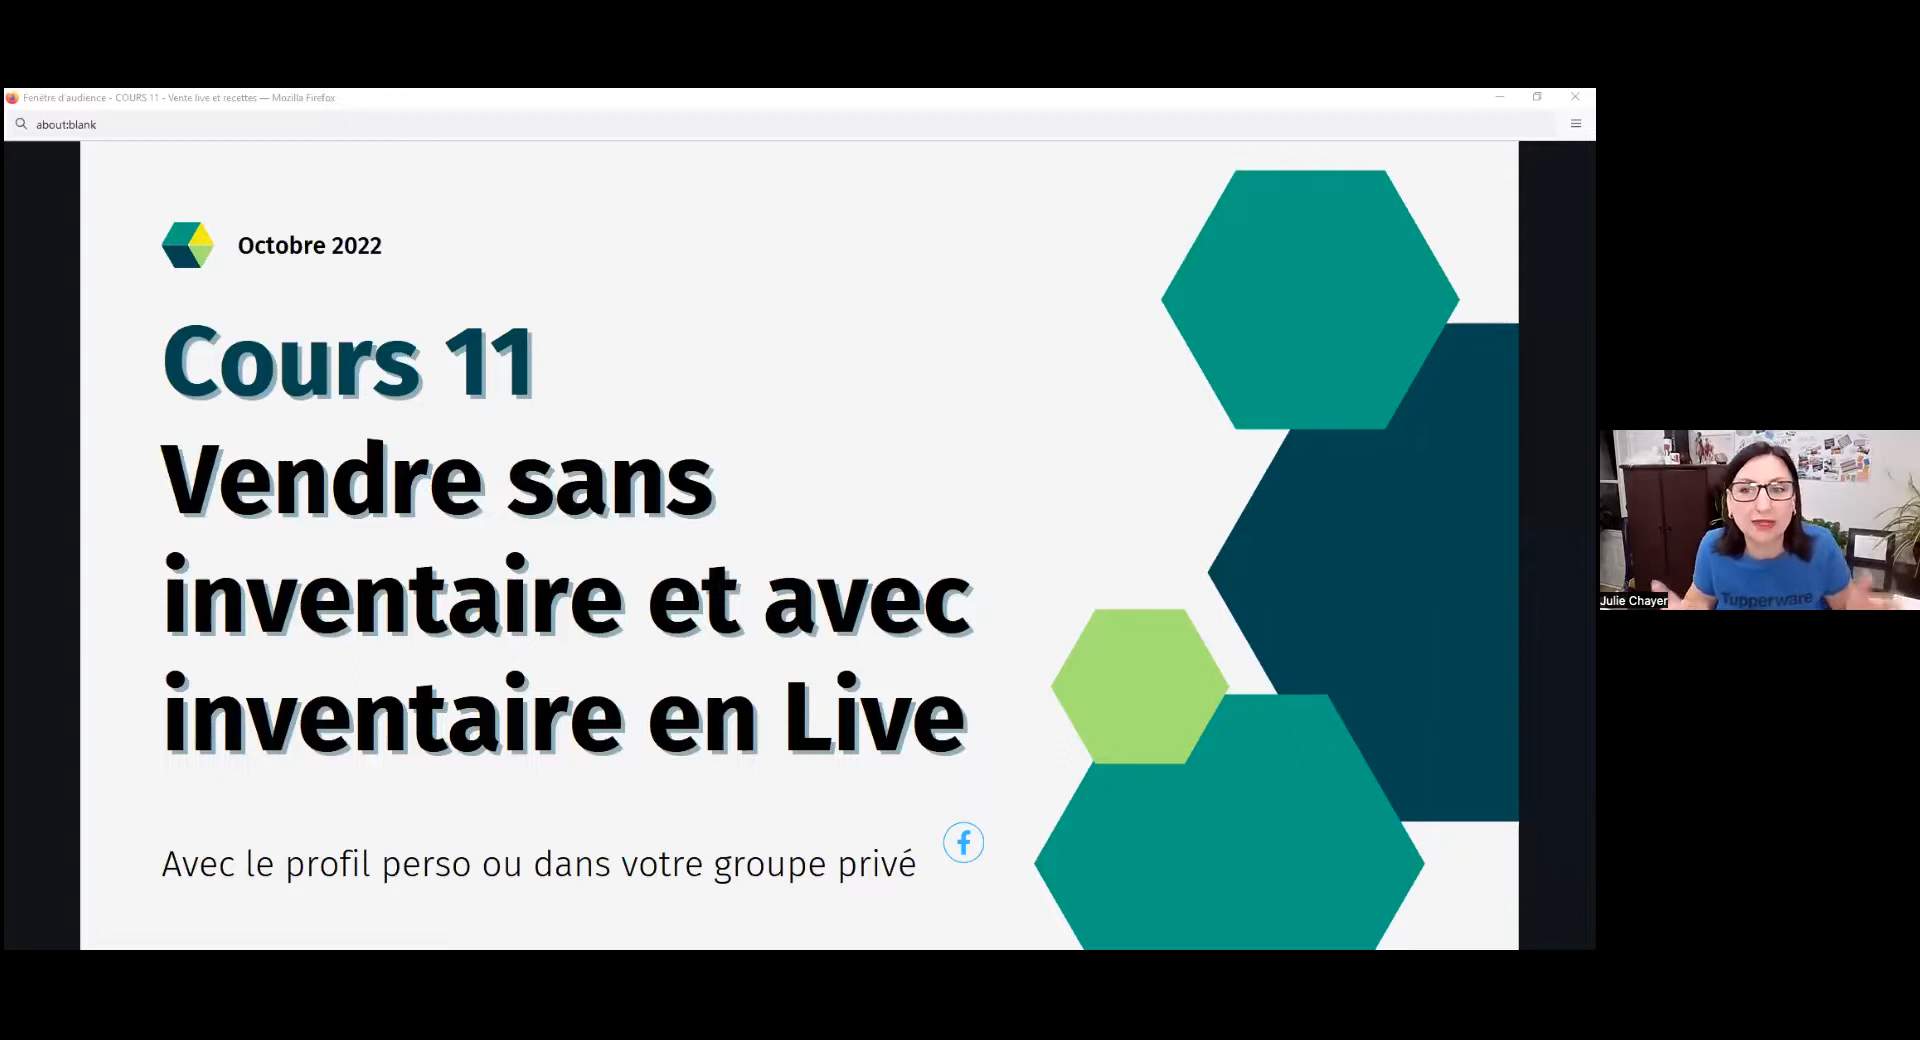 Fenêtre d'audience - COURS 11 - Vente live et recettes — Mozilla Firefox
about:blank
Octobre 2022
Cours 11
Vendre sans
inventaire et avec
inventaire en Live
Avec le profil perso ou dans votre groupe privé
Julie Chayer
Tupperware